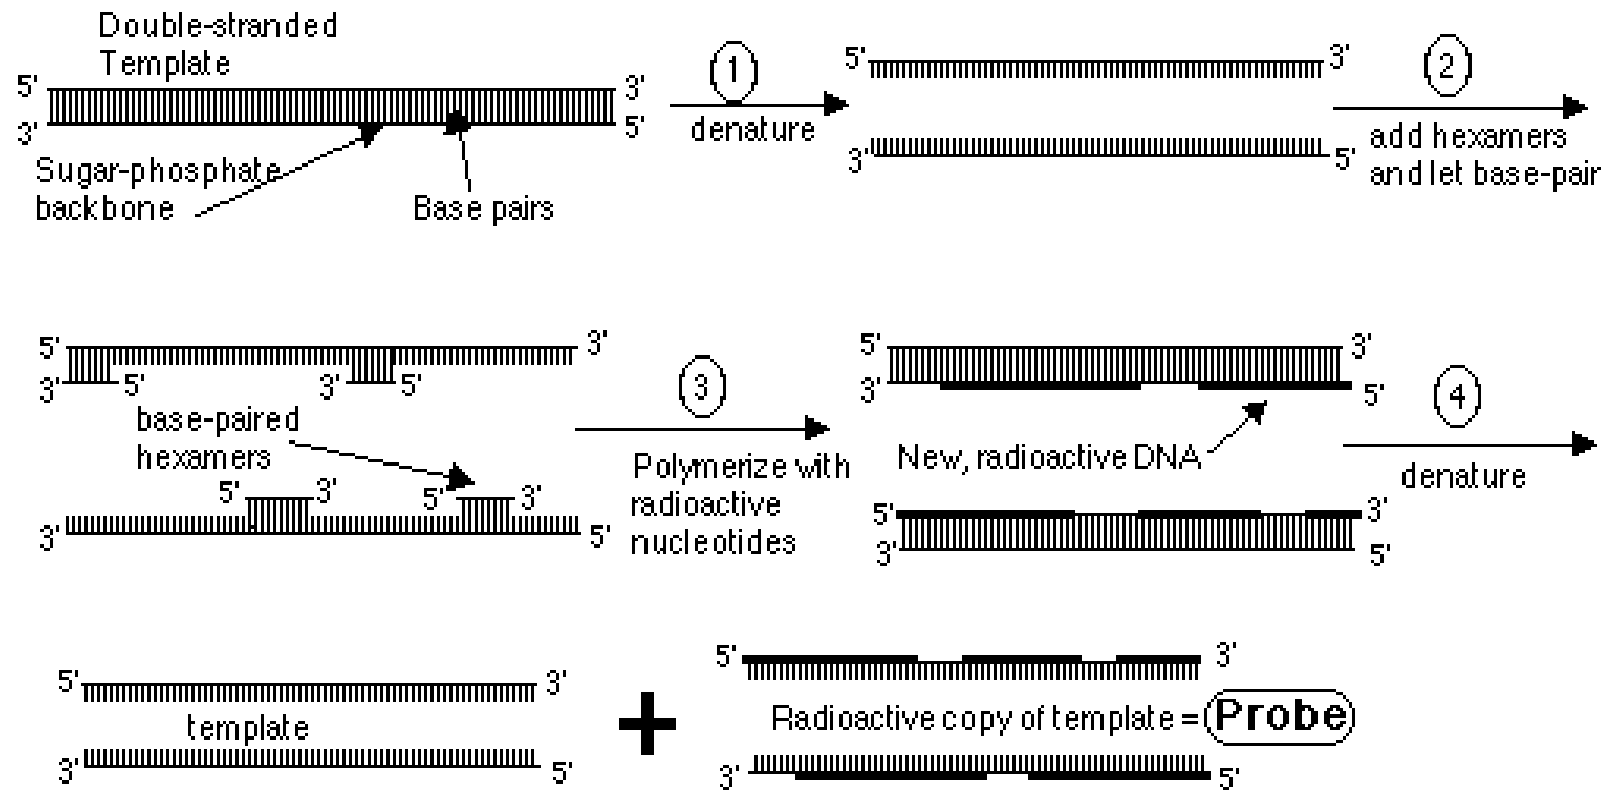 Double-stranded
Template
5' 3'
3' 5'
Sugar-phosphate
backbone
Base pairs
1
denature
5' 3'
3' 5'
2
add hexamers
and let base-pair
5' 3'
3' 5' 3' 5'
base-paired
hexamers
5' 3' 5' 3'
3' 5'
3
Polymerize with
radioactive
nucleotides
5' 3'
3' 5'
New, radioactive DNA
5' 3'
3' 5'
4
denature
5' 3'
template
3' 5'
+
5' 3'
Radioactive copy of template = Probe
3' 5'